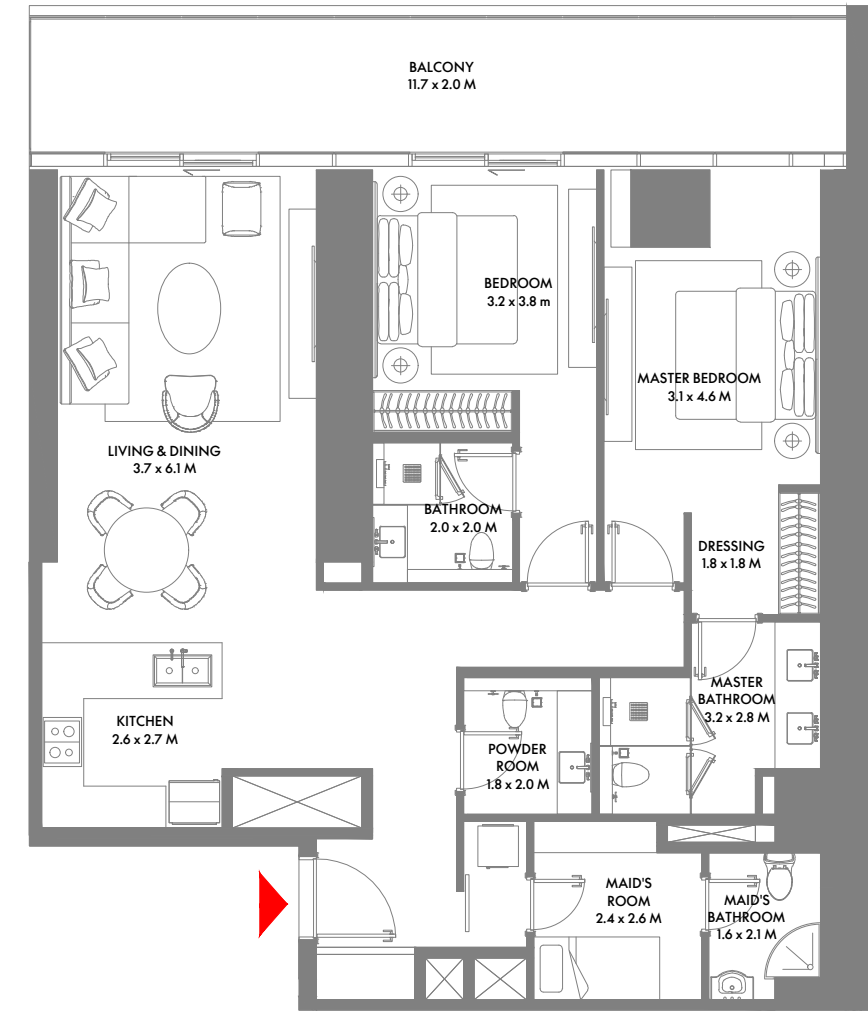 BALCONY
11.7 x 2.0 M
BEDROOM
3.2 x 3.8 m
MASTER BEDROOM
3.1 x 4.6 M
LIVING & DINING
3.7 x 6.1 M
BATHROOM
2.0 x 2.0 M
DRESSING
1.8 x 1.8 M
MASTER
BATHROOM
3.2 x 2.8 M
KITCHEN
2.6 x 2.7 M
POWDER
ROOM
1.8 x 2.0 M
MAID'S
ROOM
2.4 x 2.6 M
MAID'S
BATHROOM
1.6 x 2.1 M